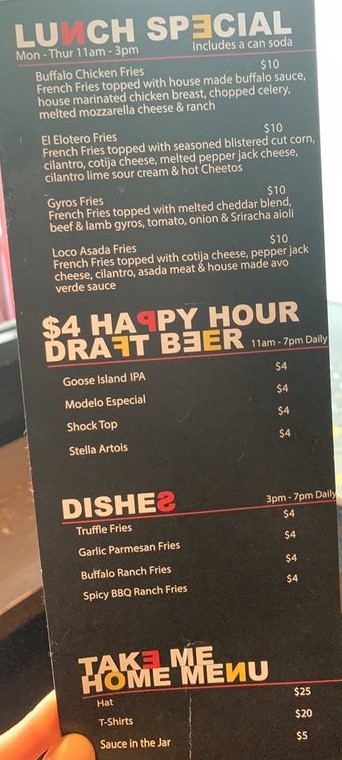 LUNCH SPECIAL
Mon - Thur 11am - 3pm Includes a can soda
Buffalo Chicken Fries $10
French Fries topped with house made buffalo sauce,
house marinated chicken breast, chopped celery,
melted mozzarella cheese & ranch
El Elotero Fries $10
French Fries topped with seasoned blistered cut corn,
cilantro, cotija cheese, melted pepper jack cheese,
cilantro lime sour cream & hot Cheetos
Gyros Fries $10
French Fries topped with melted cheddar blend,
beef & lamb gyros, tomato, onion & Sriracha aioli
Loco Asada Fries $10
French Fries topped with cotija cheese, pepper jack
cheese, cilantro, asada meat & house made avo
verde sauce
$4 HAPPY HOUR
DRAFT BEER 11am - 7pm Daily
Goose Island IPA $4
Modelo Especial $4
Shock Top $4
Stella Artois $4
DISHES 3pm - 7pm Daily
Truffle Fries $4
Garlic Parmesan Fries $4
Buffalo Ranch Fries $4
Spicy BBQ Ranch Fries $4
TAKE ME
HOME MENU
Hat $25
T-Shirts $20
Sauce in the Jar $5